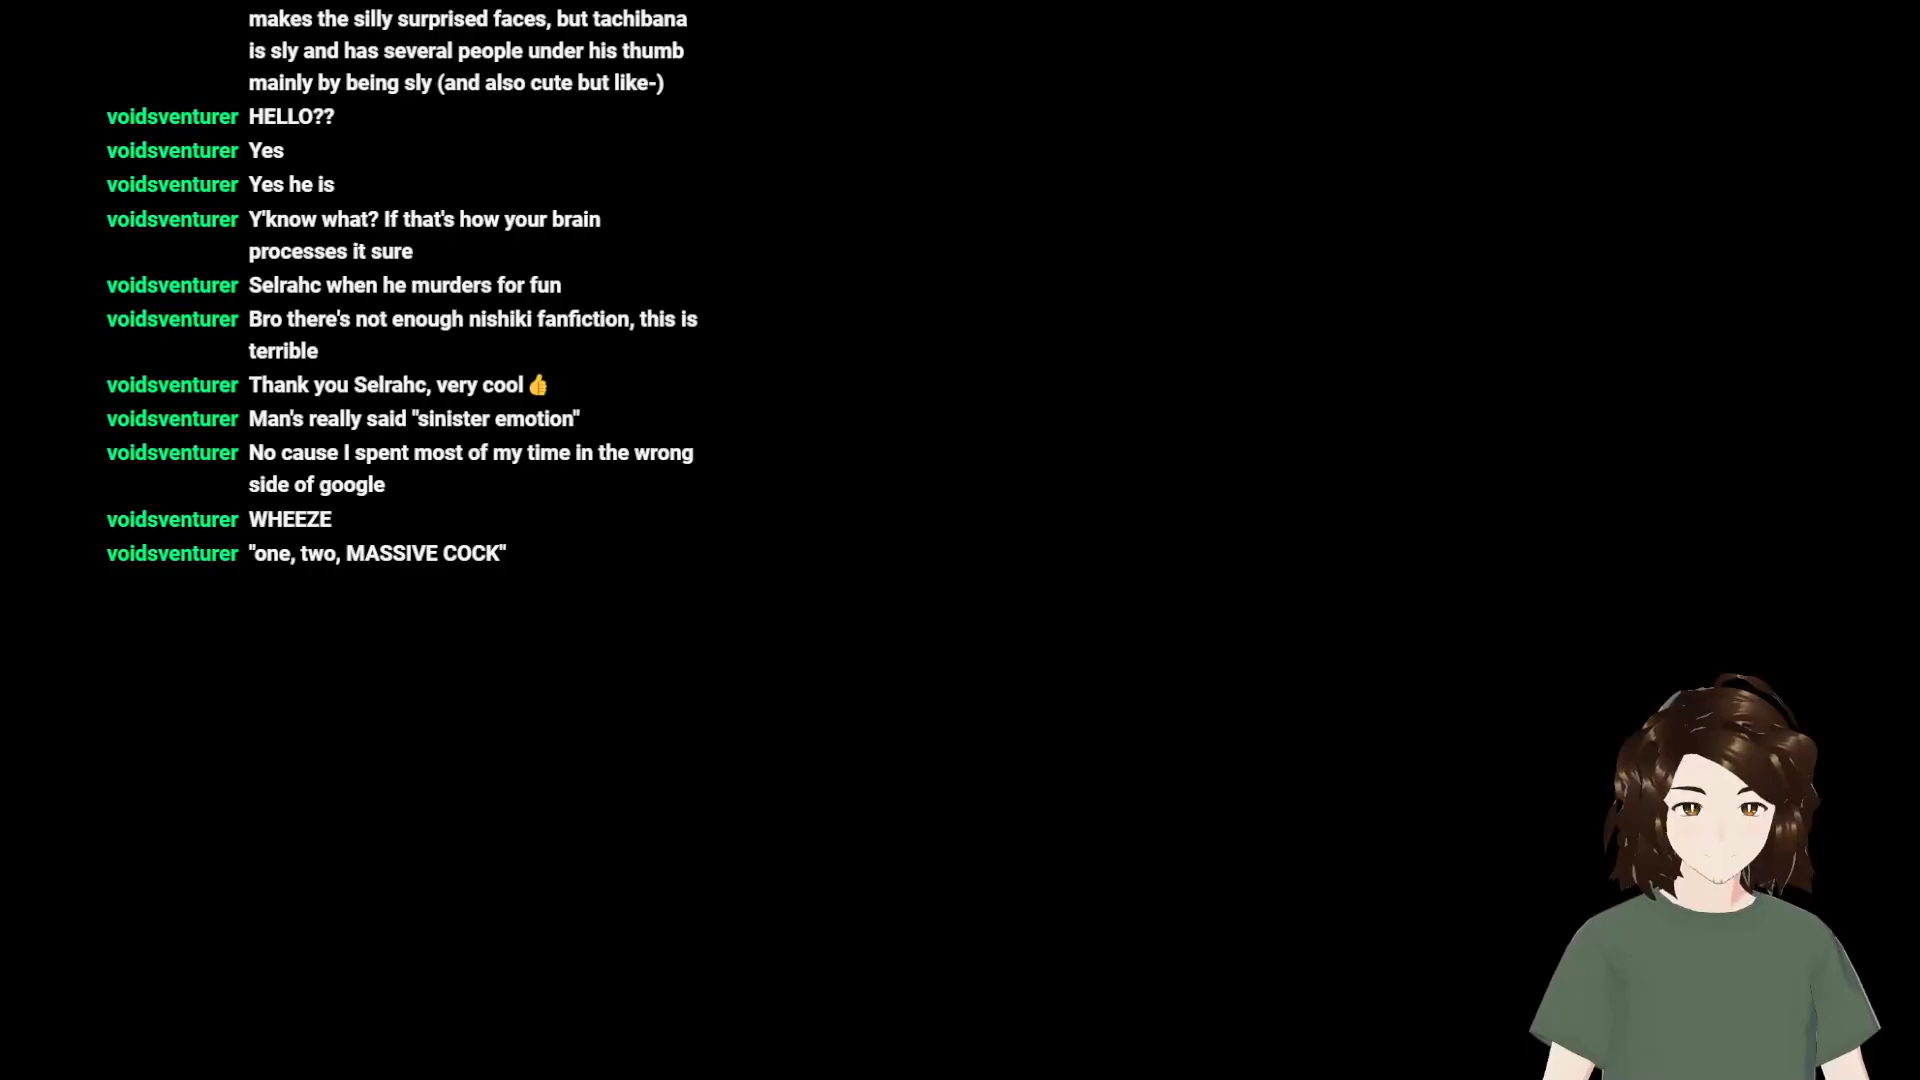 makes the silly surprised faces, but tachibana
is sly and has several people under his thumb
mainly by being sly (and also cute but like-)
voidsventurer HELLO??
voidsventurer Yes
voidsventurer Yes he is
voidsventurer Y'know what? If that's how your brain
processes it sure
voidsventurer Selrahc when he murders for fun
voidsventurer Bro there's not enough nishiki fanfiction, this is
terrible
voidsventurer Thank you Selrahc, very cool👍
voidsventurer Man's really said "sinister emotion"
voidsventurer No cause I spent most of my time in the wrong
side of google
voidsventurer WHEEZE
voidsventurer "one, two, MASSIVE COCK"